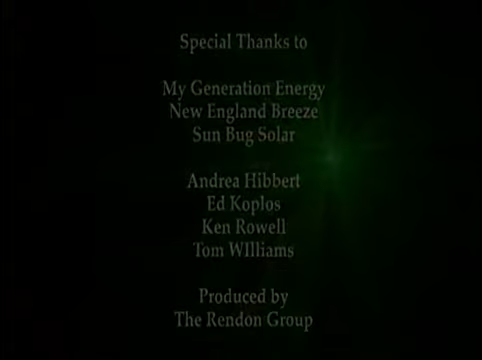 Special Thanks to
My Generation Energy
New England Breeze
Sun Bug Solar
Andrea Hibbert
Ed Koplos
Ken Rowell
Tom WIlliams
Produced by
The Rendon Group